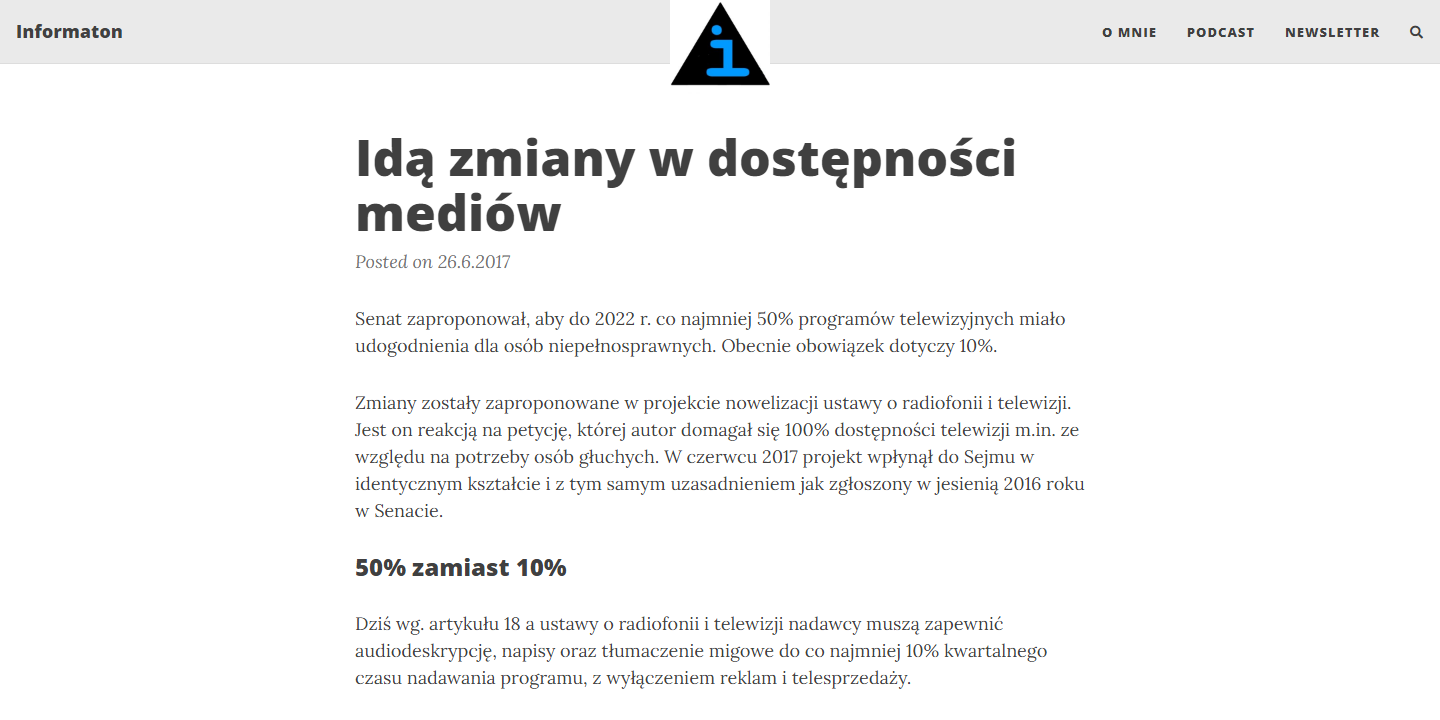 Informaton
i
O MNIE
PODCAST
NEWSLETTER
Idą zmiany w dostępności
mediów
Posted on 26.6.2017
Senat zaproponował, aby do 2022 r. co najmniej 50% programów telewizyjnych miało
udogodnienia dla osób niepełnosprawnych. Obecnie obowiązek dotyczy 10%.
Zmiany zostały zaproponowane w projekcie nowelizacji ustawy o radiofonii i telewizji.
Jest on reakcją na petycję, której autor domagał się 100% dostępności telewizji m.in. ze
względu na potrzeby osób głuchych. W czerwcu 2017 projekt wpłynął do Sejmu w
identycznym kształcie i z tym samym uzasadnieniem jak zgłoszony w jesienią 2016 roku
w Senacie.
50% zamiast 10%
Dziś wg. artykułu 18 a ustawy o radiofonii i telewizji nadawcy muszą zapewnić
audiodeskrypcję, napisy oraz tłumaczenie migowe do co najmniej 10% kwartalnego
czasu nadawania programu, z wyłączeniem reklam i telesprzedaży.